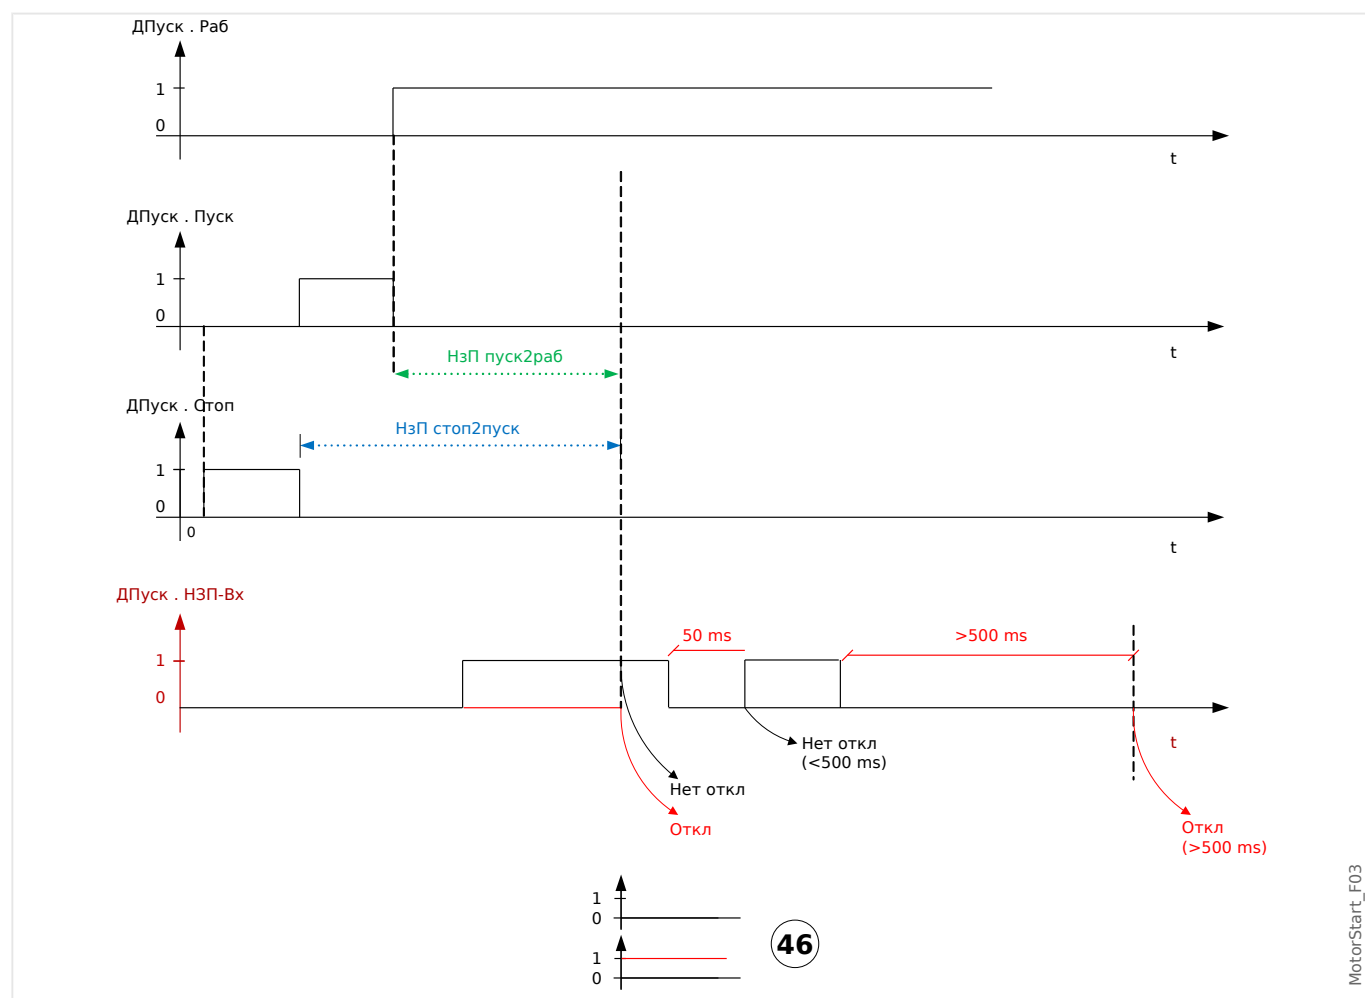 ДПуск . Раб
1
0
t
ДПуск . Пуск
1
0
t
НзП пуск2раб
ДПуск . Стоп
НзП стоп2пуск
1
0
0
t
ДПуск . НЗП-Вх
50 ms
>500 ms
1
0
t
Нет откл
(<500 ms)
Нет откл
Откл
Откл
(>500 ms)
1
0
46
1
0
MotorStart_F03